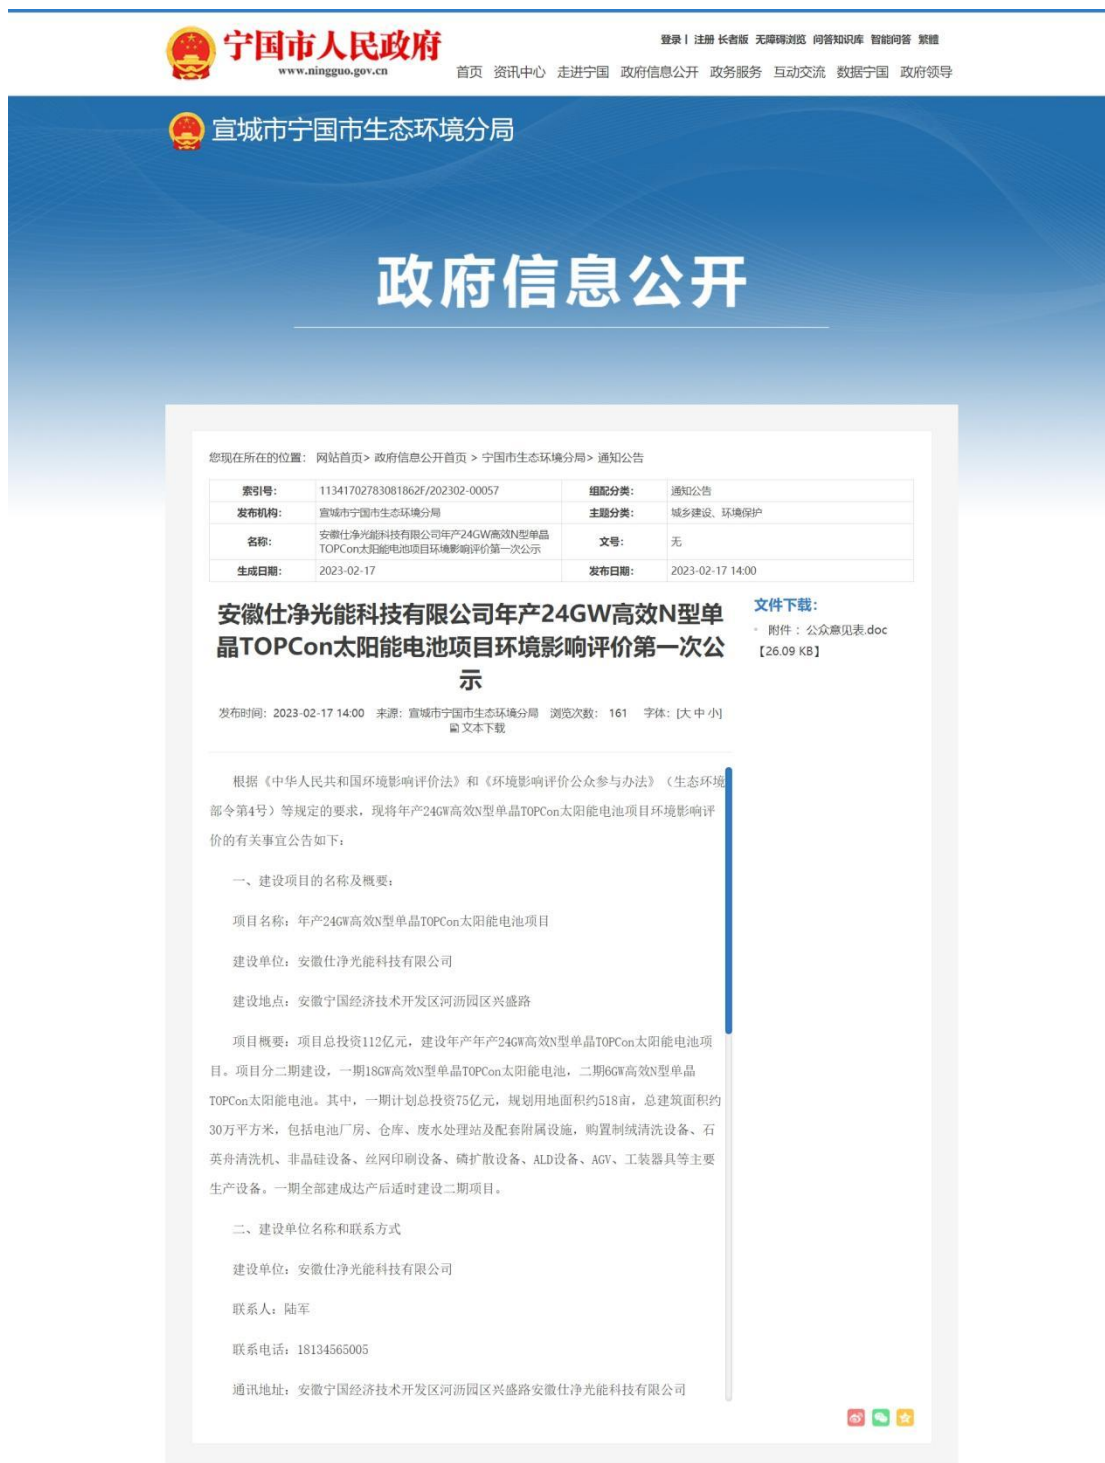 宁国市人民政府
www.ningguo.gov.cn
登录丨 注册 长者版 无障碍浏览 问答知识库 智能问答 繁體
首页 资讯中心 走进宁国 政府信息公开 政务服务 互动交流 数据宁国 政府领导
宣城市宁国市生态环境分局
政府信息公开
您现在所在的位置： 网站首页> 政府信息公开首页 > 宁国市生态环境分局> 通知公告
索引号： 11341702783081862F/202302-00057 组配分类： 通知公告
发布机构： 宣城市宁国市生态环境分局 主题分类： 城乡建设、环境保护
名称： 安徽仕净光能科技有限公司年产24GW高效N型单晶
TOPCon太阳能电池项目环境影响评价第一次公示 文号： 无
生成日期： 2023-02-17 发布日期： 2023-02-17 14:00
安徽仕净光能科技有限公司年产24GW高效N型单
晶TOPCon太阳能电池项目环境影响评价第一次公
示
发布时间：2023-02-17 14:00 来源：宣城市宁国市生态环境分局 浏览次数： 161 字体：[大 中 小]
文本下载
文件下载：
附件 ：公众意见表.doc
【26.09 KB】
根据《中华人民共和国环境影响评价法》和《环境影响评价公众参与办法》（生态环境
部令第4号）等规定的要求，现将年产24GW高效N型单晶TOPCon太阳能电池项目环境影响评
价的有关事宜公告如下：
一、建设项目的名称及概要：
项目名称：年产24GW高效N型单晶TOPCon太阳能电池项目
建设单位：安徽仕净光能科技有限公司
建设地点：安徽宁国经济技术开发区河沥园区兴盛路
项目概要：项目总投资112亿元，建设年产年产24GW高效N型单晶TOPCon太阳能电池项
目。项目分二期建设，一期18GW高效N型单晶TOPCon太阳能电池，二期6GW高效N型单晶
TOPCon太阳能电池。其中，一期计划总投资75亿元，规划用地面积约518亩，总建筑面积约
30万平方米，包括电池厂房、仓库、废水处理站及配套附属设施，购置制绒清洗设备、石
英舟清洗机、非晶硅设备、丝网印刷设备、磷扩散设备、ALD设备、AGV、工装器具等主要
生产设备。一期全部建成达产后适时建设二期项目。
二、建设单位名称和联系方式
建设单位：安徽仕净光能科技有限公司
联系人：陆军
联系电话：18134565005
通讯地址：安徽宁国经济技术开发区河沥园区兴盛路安徽仕净光能科技有限公司